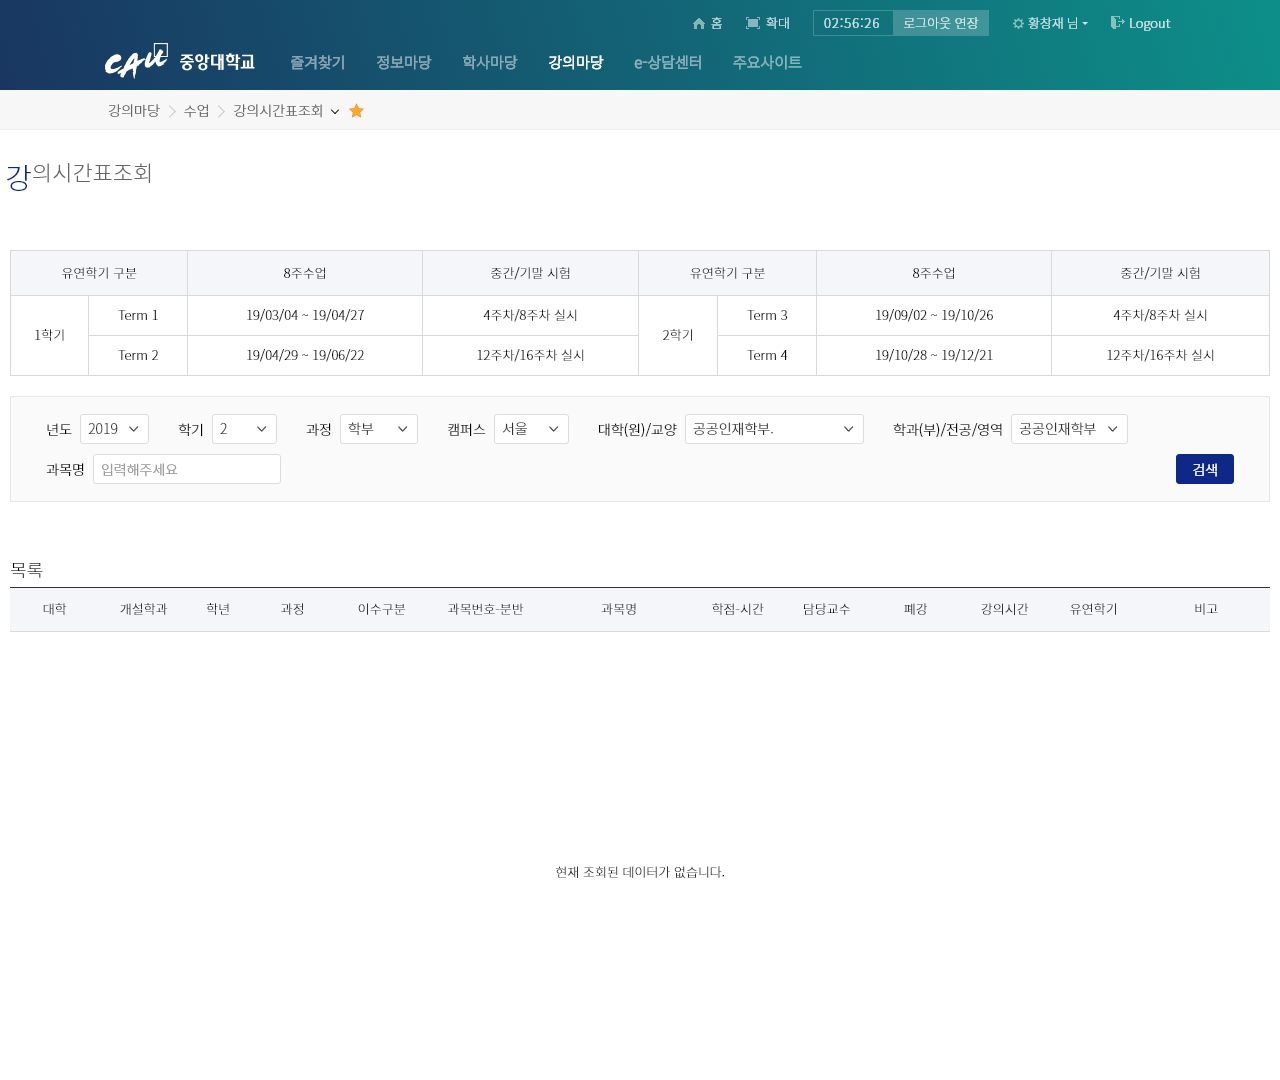 홈 확대 02:56:26 로그아웃 연장 황창재 님 Logout
CAU 중앙대학교 즐겨찾기 정보마당 학사마당 강의마당 e-상담센터 주요사이트
강의마당 수업 강의시간표조회
강의시간표조회
유연학기 구분 8주수업 중간/기말 시험 유연학기 구분 8주수업 중간/기말 시험
1학기 Term 1 19/03/04 ~ 19/04/27 4주차/8주차 실시 2학기 Term 3 19/09/02 ~ 19/10/26 4주차/8주차 실시
Term 2 19/04/29 ~ 19/06/22 12주차/16주차 실시 Term 4 19/10/28 ~ 19/12/21 12주차/16주차 실시
년도 2019 학기 2 과정 학부 캠퍼스 서울 대학(원)/교양 공공인재학부. 학과(부)/전공/영역 공공인재학부
과목명 입력해주세요 검색
목록
대학 개설학과 학년 과정 이수구분 과목번호-분반 과목명 학점-시간 담당교수 폐강 강의시간 유연학기 비고
현재 조회된 데이터가 없습니다.